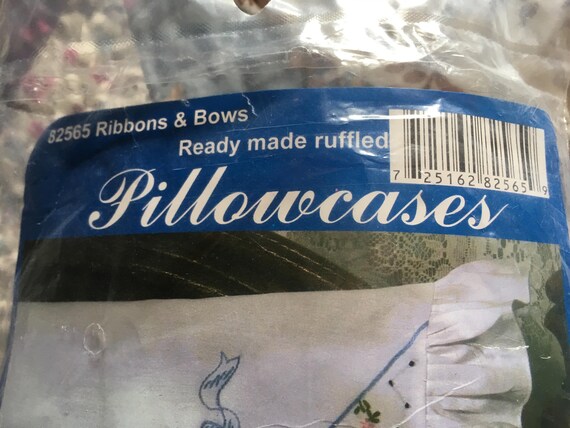 82565 Ribbons & Bows
Ready made ruffled
Pillowcases
7 25162 82565 9